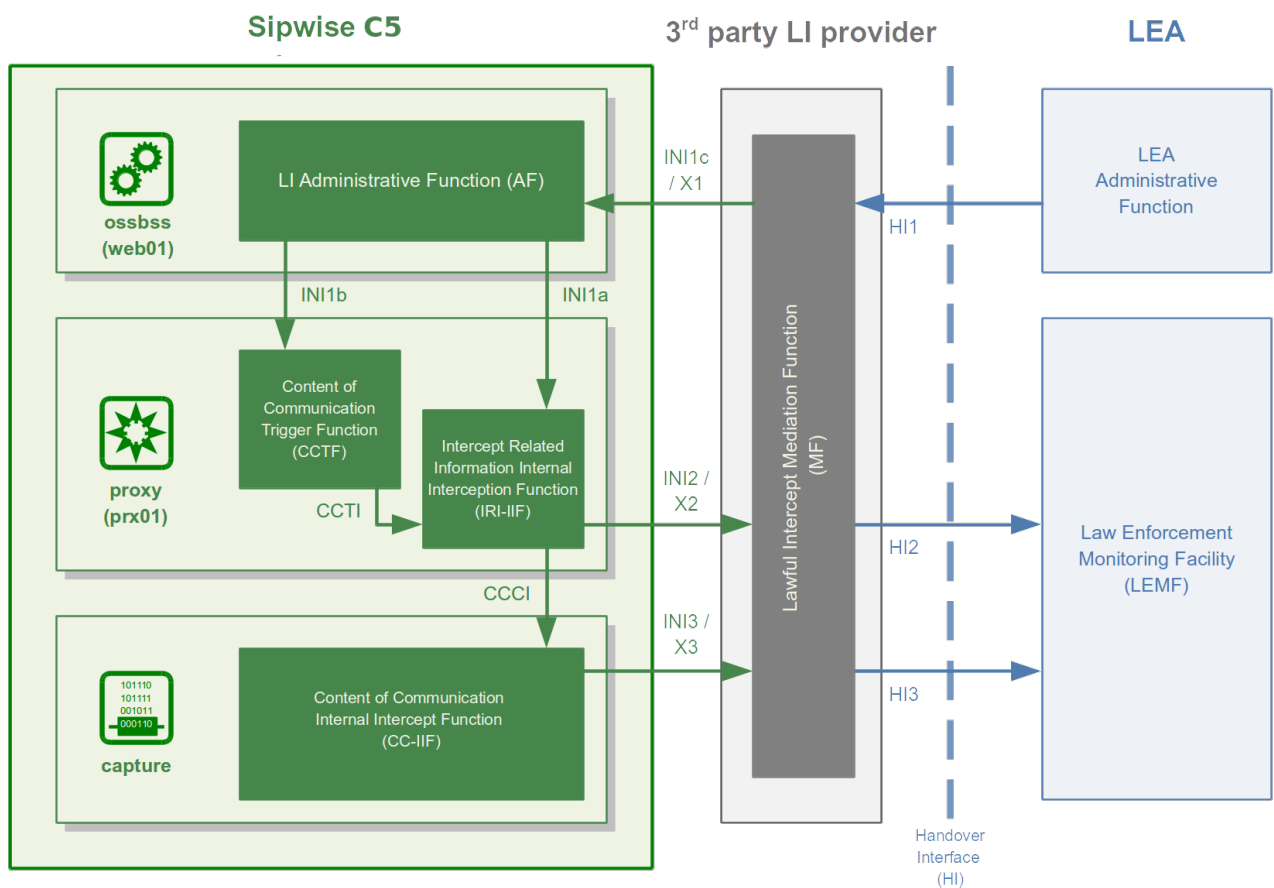 Sipwise C5
3rd party LI provider
LEA
ossbss
(web01)
LI Administrative Function (AF)
INI1c
/ X1
HI1
LEA
Administrative
Function
INI1b
INI1a
proxy
(prx01)
Content of
Communication
Trigger Function
(CCTF)
CCTI
Intercept Related
Information Internal
Interception Function
(IRI-IIF)
INI2 /
X2
Lawful Intercept Mediation Function
(MF)
HI2
Law Enforcement
Monitoring Facility
(LEMF)
CCCI
INI3 /
X3
HI3
101110
101111
001011
000110
capture
Content of Communication
Internal Intercept Function
(CC-IIF)
Handover
Interface
(HI)